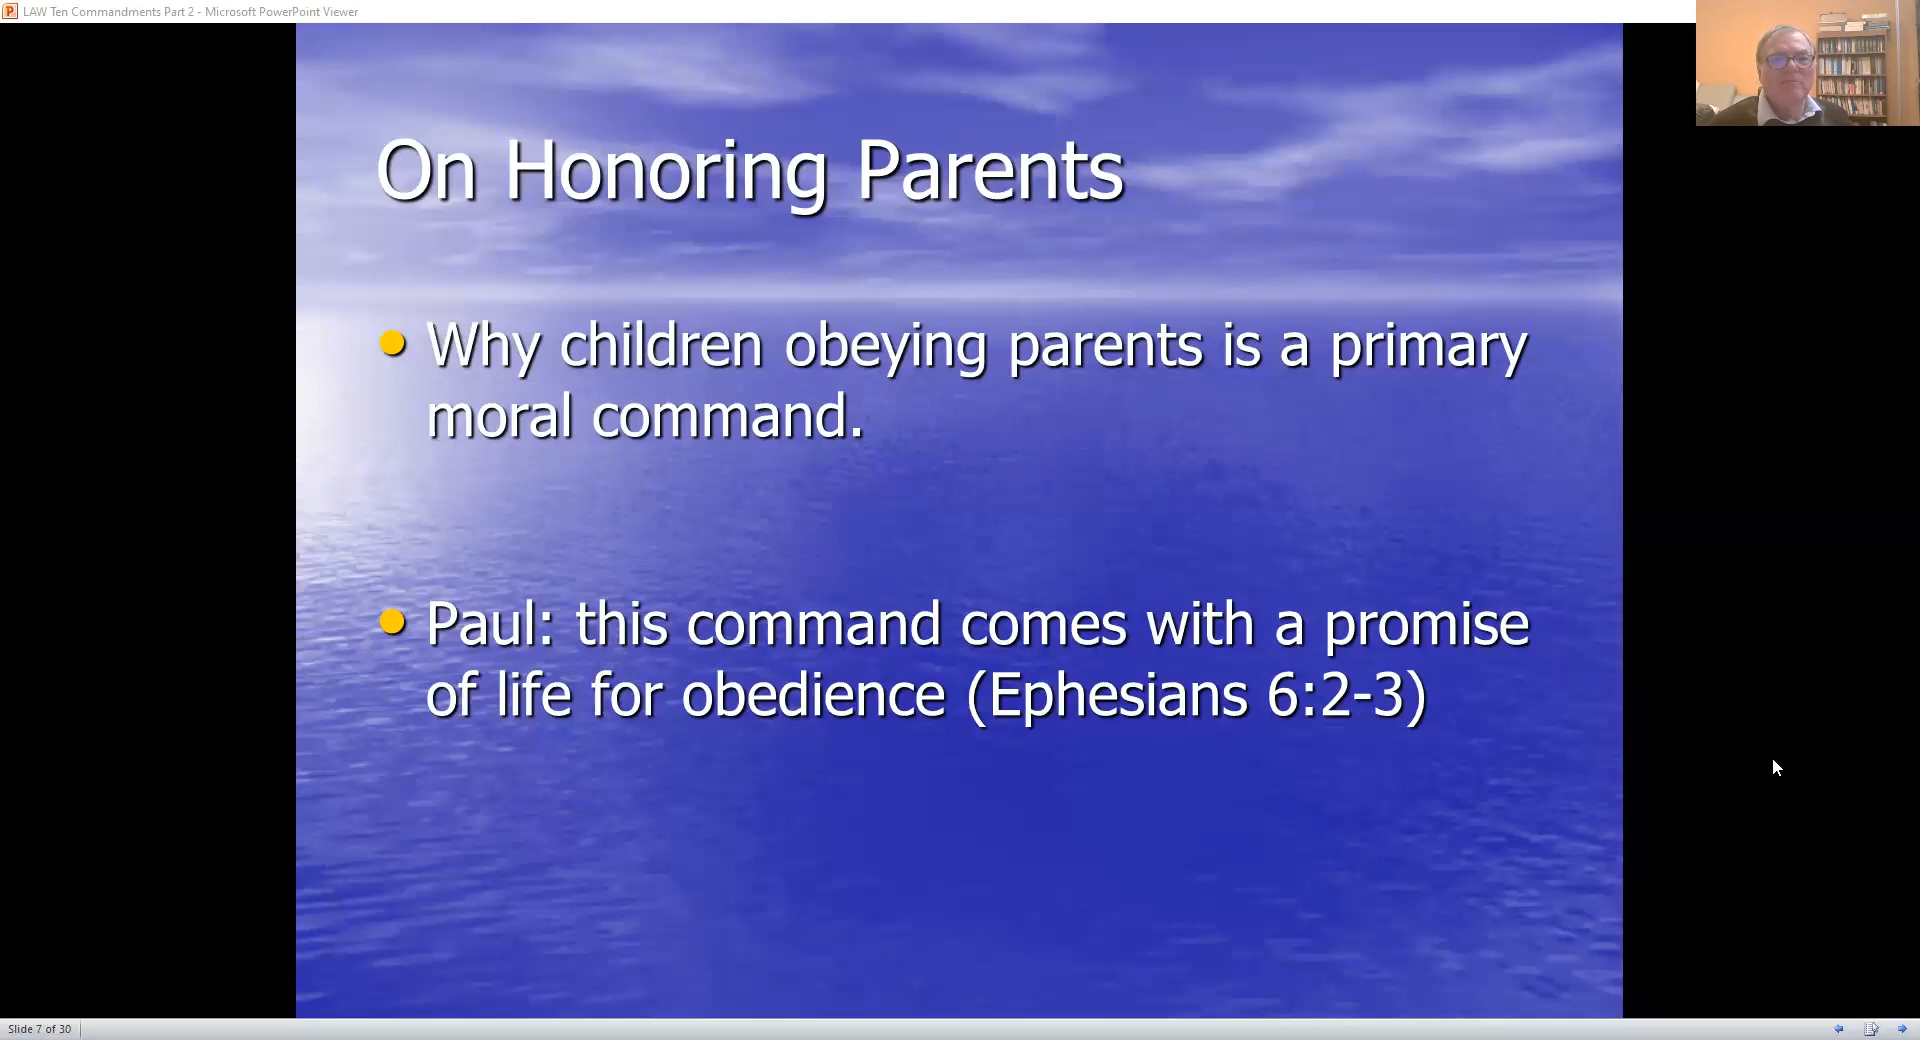 LAW Ten Commandments Part 2 - Microsoft PowerPoint Viewer
On Honoring Parents
Why children obeying parents is a primary
moral command.
Paul: this command comes with a promise
of life for obedience (Ephesians 6:2-3)
Slide 7 of 30